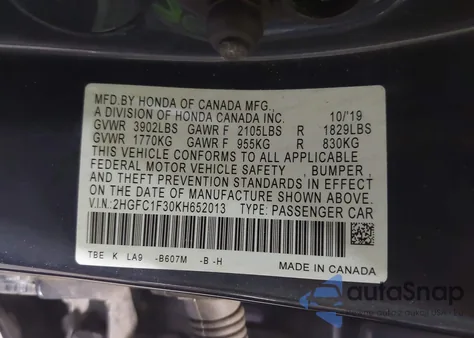 MFD.BY HONDA OF CANADA MFG.,
A DIVISION OF HONDA CANADA INC. 10/'19
GVWR 3902LBS GAWR F 2105LBS R 1829LBS
GVWR 1770KG GAWR F 955KG R 830KG
THIS VEHICLE CONFORMS TO ALL APPLICABLE
FEDERAL MOTOR VEHICLE SAFETY , BUMPER ,
AND THEFT PREVENTION STANDARDS IN EFFECT
ON THE DATE OF MANUFACTURE SHOWN ABOVE.
V.I.N.:2HGFC1F30KH652013 TYPE: PASSENGER CAR
TBE K LA9 -B607M -B -H
MADE IN CANADA
autoSnap